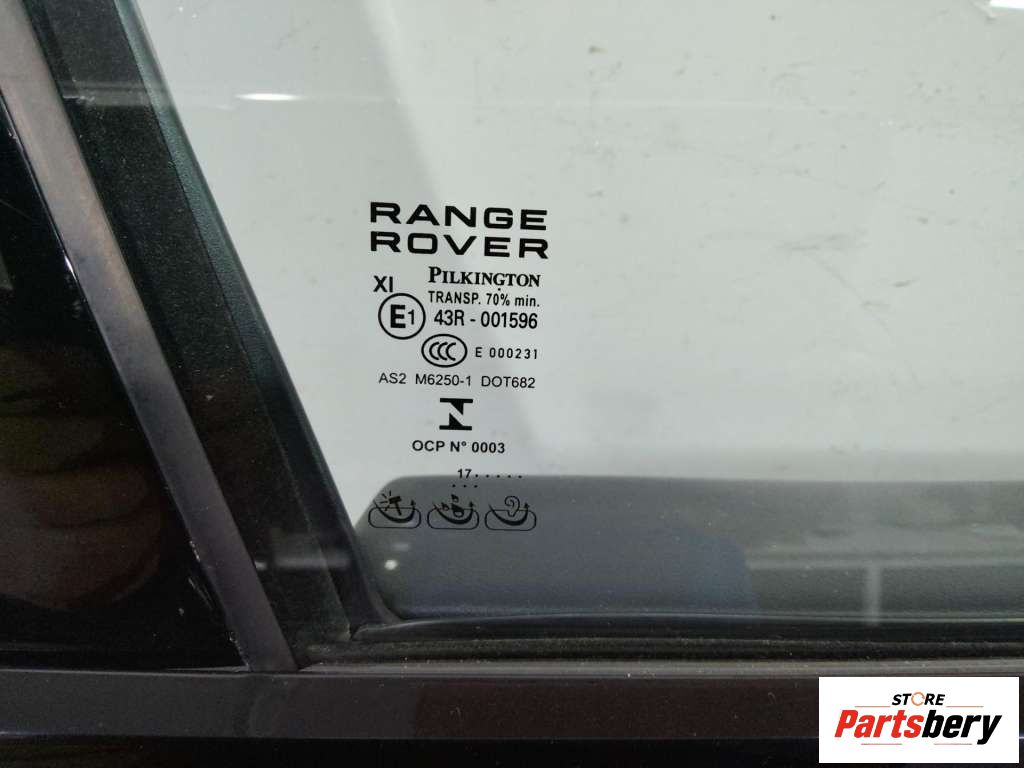 RANGE
ROVER
PILKINGTON
XI
TRANSP. 70% min.
E1 43R - 001596
CCC E 000231
AS2 M6250-1 DOT682
N
OCP N° 0003
17.....
...
STORE
Partsbery